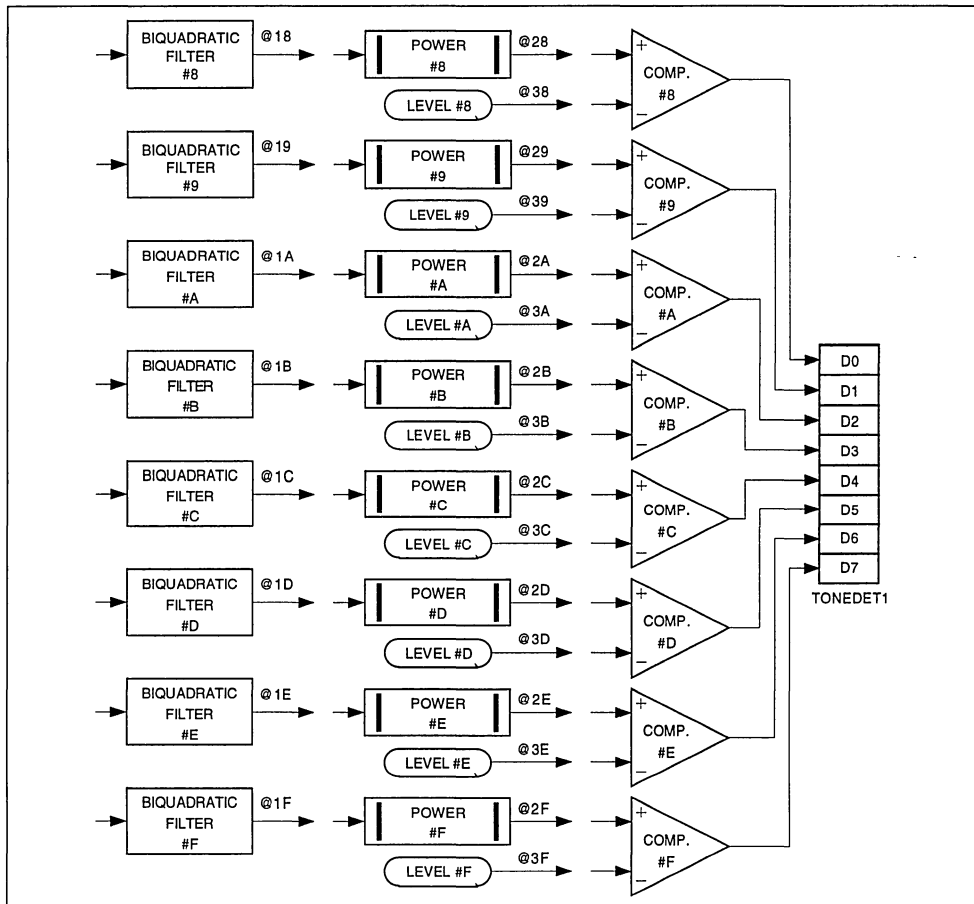 BIQUADRATIC
FILTER
#8
@18
POWER
#8
@28
LEVEL #8
@38
+
−
COMP.
#8
BIQUADRATIC
FILTER
#9
@19
POWER
#9
@29
LEVEL #9
@39
+
−
COMP.
#9
BIQUADRATIC
FILTER
#A
@1A
POWER
#A
@2A
LEVEL #A
@3A
+
−
COMP.
#A
BIQUADRATIC
FILTER
#B
@1B
POWER
#B
@2B
LEVEL #B
@3B
+
−
COMP.
#B
BIQUADRATIC
FILTER
#C
@1C
POWER
#C
@2C
LEVEL #C
@3C
+
−
COMP.
#C
BIQUADRATIC
FILTER
#D
@1D
POWER
#D
@2D
LEVEL #D
@3D
+
−
COMP.
#D
BIQUADRATIC
FILTER
#E
@1E
POWER
#E
@2E
LEVEL #E
@3E
+
−
COMP.
#E
BIQUADRATIC
FILTER
#F
@1F
POWER
#F
@2F
LEVEL #F
@3F
+
−
COMP.
#F
D0
D1
D2
D3
D4
D5
D6
D7
TONEDET1